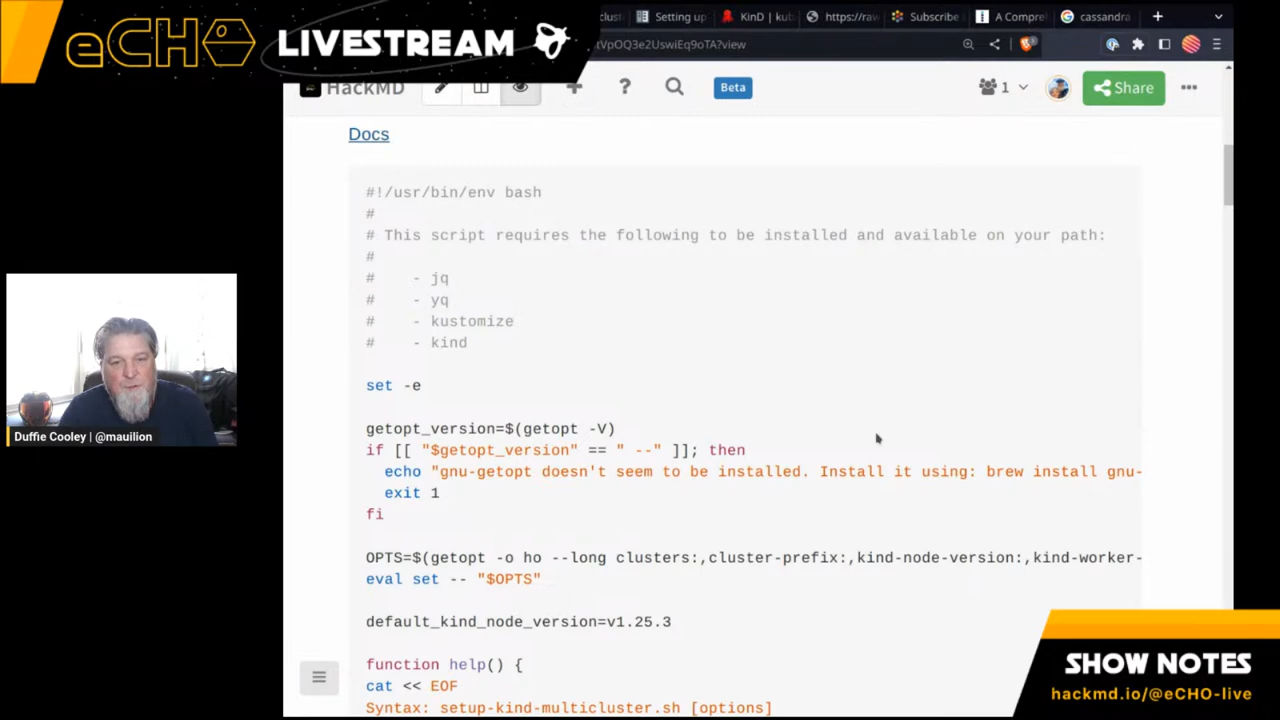 eCHO LIVESTREAM
clust
Setting up
KinD | kub
https://raw
Subscribe
A Compre
cassandra
tVpOQ3e2UswiEq9oTA?view
HackMD
Beta
1
Share
Docs
#!/usr/bin/env bash
#
# This script requires the following to be installed and available on your path:
#
#     - jq
#     - yq
#     - kustomize
#     - kind
set -e
getopt_version=$(getopt -V)
if [[ "$getopt_version" == " --" ]]; then
  echo "gnu-getopt doesn't seem to be installed. Install it using: brew install gnu-
  exit 1
fi
OPTS=$(getopt -o ho --long clusters:,cluster-prefix:,kind-node-version:,kind-worker-
eval set -- "$OPTS"
default_kind_node_version=v1.25.3
function help() {
cat << EOF
Syntax: setup-kind-multicluster.sh [options]
Duffie Cooley | @mauilion
SHOW NOTES
hackmd.io/@eCHO-live